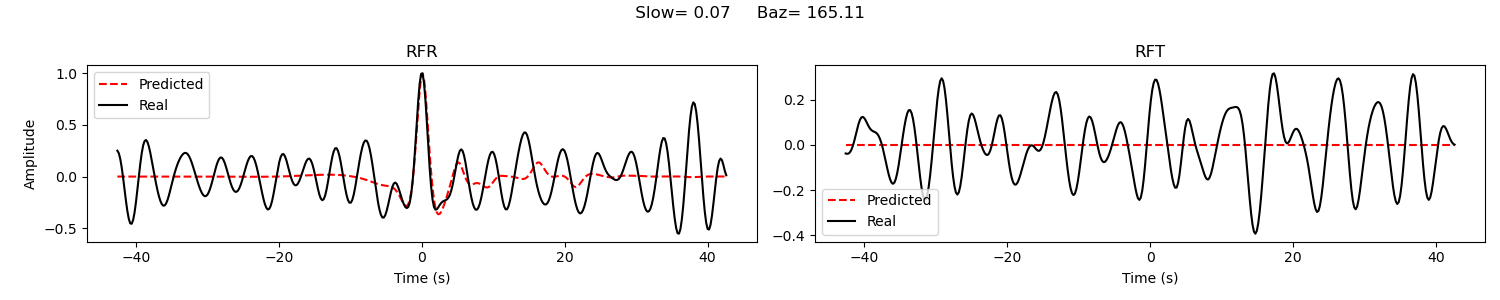 Slow= 0.07 Baz= 165.11
RFR
RFT
Amplitude
1.0
0.5
0.0
−0.5
Predicted
Real
−40
−20
0
20
40
Time (s)
0.2
0.0
−0.2
−0.4
Predicted
Real
−40
−20
0
20
40
Time (s)